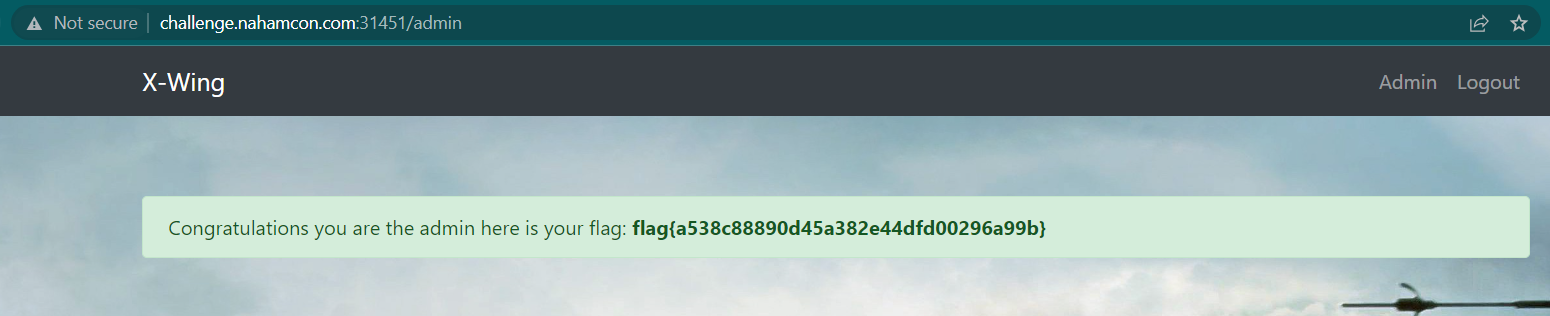 Not secure challenge.nahamcon.com:31451/admin
X-Wing Admin Logout
Congratulations you are the admin here is your flag: flag{a538c88890d45a382e44dfd00296a99b}